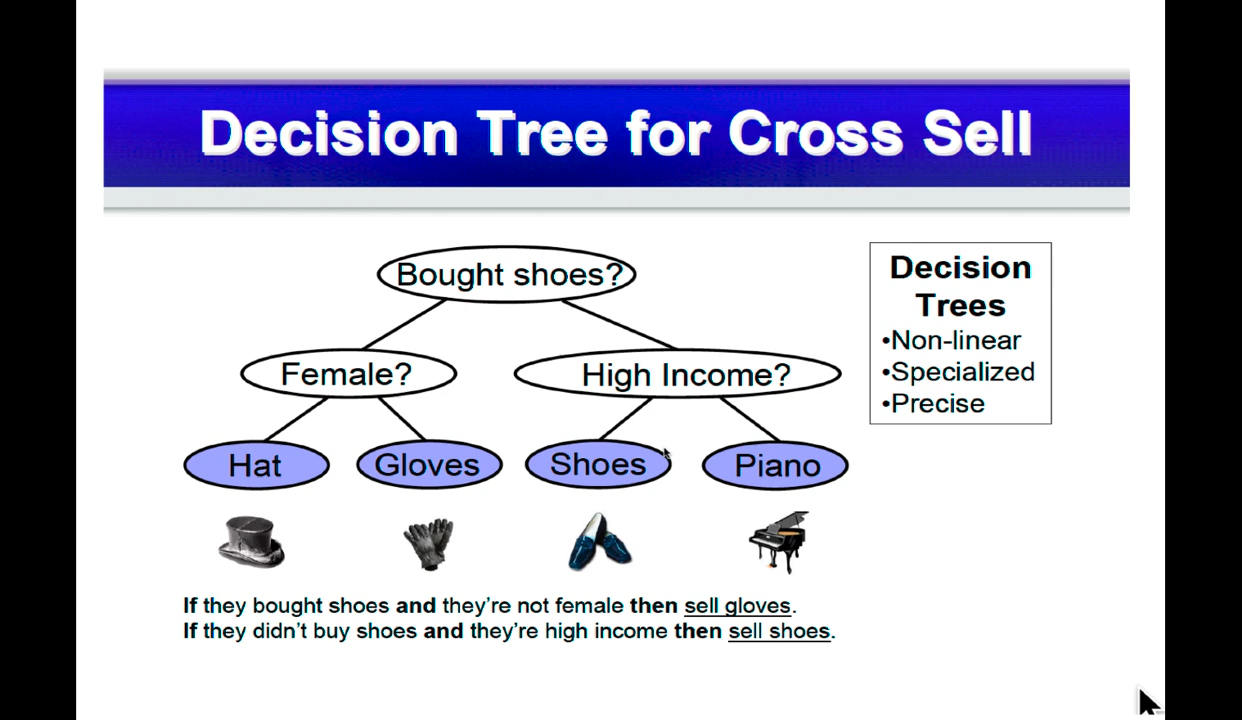 Decision Tree for Cross Sell
Bought shoes?
Decision
Trees
•Non-linear
•Specialized
•Precise
Female?
High Income?
Hat
Gloves
Shoes
Piano
If they bought shoes and they're not female then sell gloves.
If they didn't buy shoes and they're high income then sell shoes.